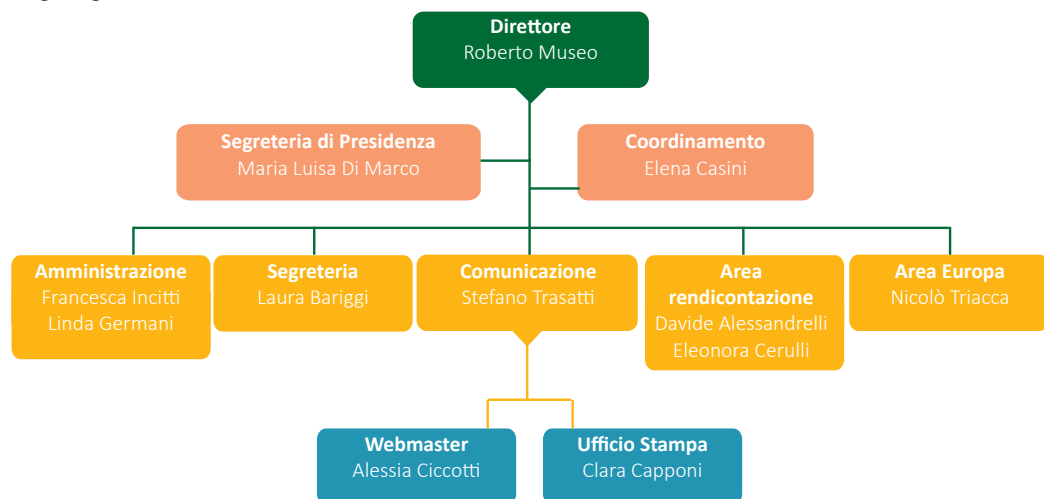 Direttore
Roberto Museo
Segreteria di Presidenza
Maria Luisa Di Marco
Coordinamento
Elena Casini
Amministrazione
Francesca Incitti
Linda Germani
Segreteria
Laura Bariggi
Comunicazione
Stefano Trasatti
Area
rendicontazione
Davide Alessandrelli
Eleonora Cerulli
Area Europa
Nicolò Triacca
Webmaster
Alessia Ciccotti
Ufficio Stampa
Clara Capponi